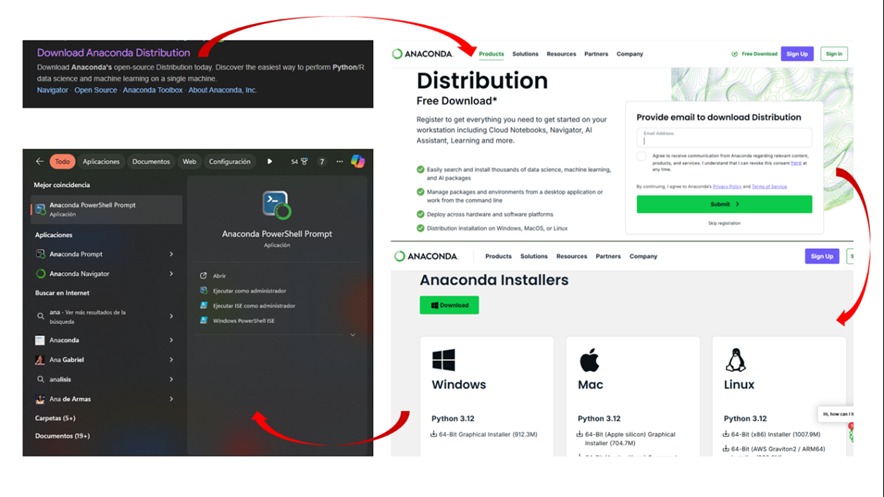 Download Anaconda Distribution
Download Anaconda's open-source Distribution today. Discover the easiest way to perform Python/R
data science and machine learning on a single machine.
Navigator · Open Source · Anaconda Toolbox · About Anaconda, Inc.
ANACONDA.
Products Solutions Resources Partners Company
Free Download Sign Up Sign In
Distribution
Free Download*
Register to get everything you need to get started on your
workstation including Cloud Notebooks, Navigator, AI
Assistant, Learning and more.
Easily search and install thousands of data science, machine learning,
and AI packages
Manage packages and environments from a desktop application or
work from the command line
Deploy across hardware and software platforms
Distribution installation on Windows, MacOS, or Linux
Provide email to download Distribution
Email Address
Agree to receive communication from Anaconda regarding relevant content,
products, and services. I understand that I can revoke this consent here at
any time.
By continuing, I agree to Anaconda's Privacy Policy and Terms of Service
Submit
Skip registration
ANACONDA.
Products Solutions Resources Partners Company
Sign Up
Anaconda Installers
Download
Windows
Python 3.12
64-Bit Graphical Installer (912.3M)
Mac
Python 3.12
64-Bit (Apple silicon) Graphical
Installer (704.7M)
Linux
Python 3.12
64-Bit (x86) Installer (1007.9M)
64-Bit (AWS Graviton2 / ARM64)
Hi, how can I
Todo Aplicaciones Documentos Web Configuración
54 7 ...
Mejor coincidencia
Anaconda PowerShell Prompt
Aplicación
Aplicaciones
Anaconda Prompt
Anaconda Navigator
Buscar en Internet
ana - Ver más resultados de la
búsqueda
Anaconda
Ana Gabriel
analisis
Ana de Armas
Carpetas (5+)
Documentos (19+)
Anaconda PowerShell Prompt
Aplicación
Abrir
Ejecutar como administrador
Ejecutar ISE como administrador
Windows PowerShell ISE